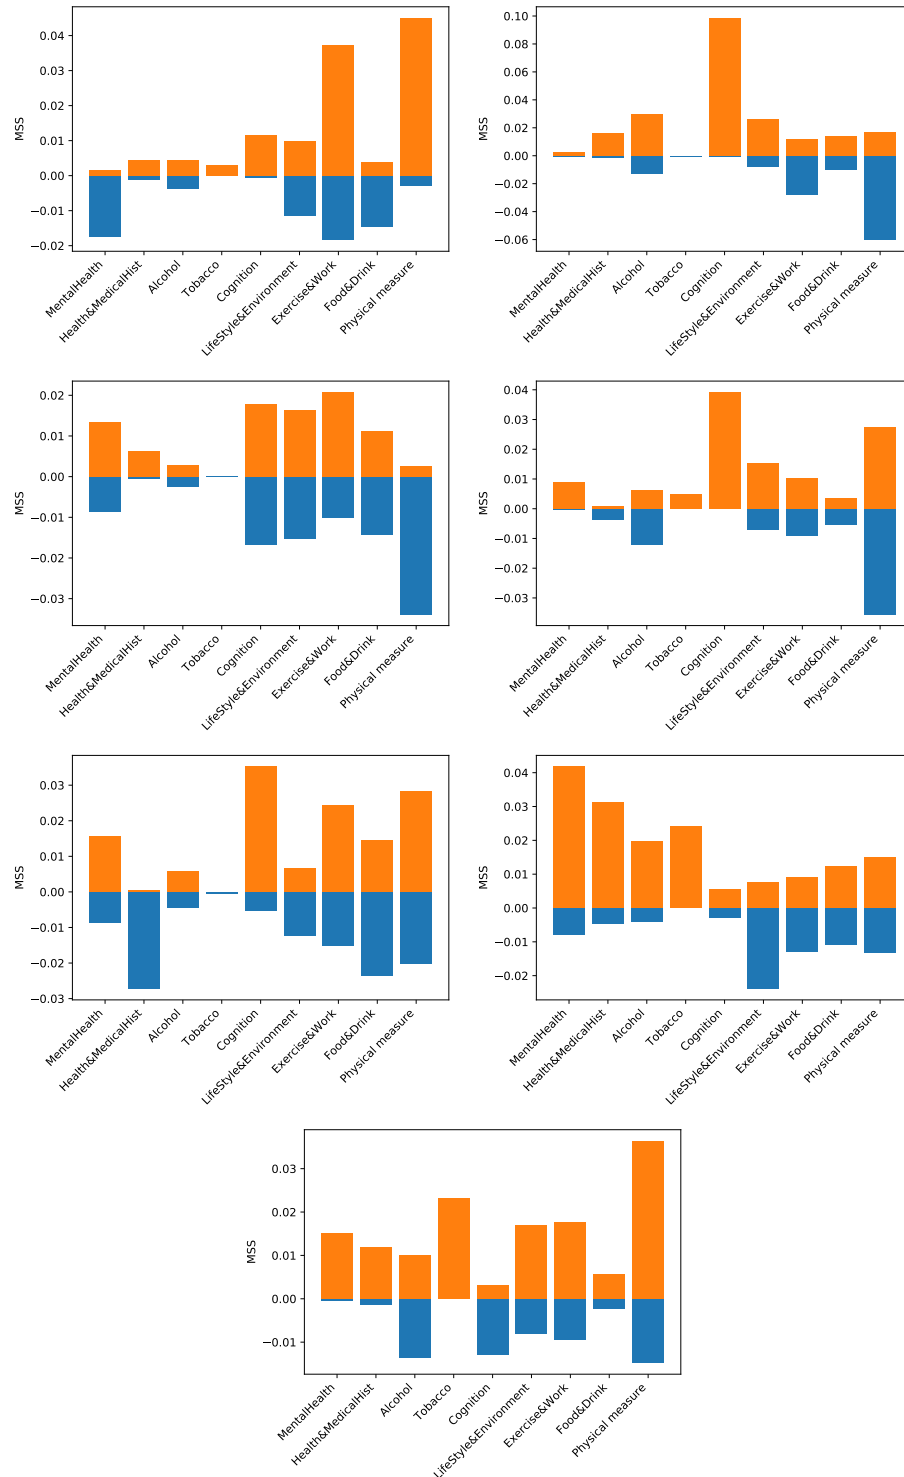 0.04
0.03
0.02
0.01
0.00
−0.01
−0.02
MSS
MentalHealth
Health&MedicalHist
Alcohol
Tobacco
Cognition
LifeStyle&Environment
Exercise&Work
Food&Drink
Physical measure
0.10
0.08
0.06
0.04
0.02
0.00
−0.02
−0.04
−0.06
MSS
MentalHealth
Health&MedicalHist
Alcohol
Tobacco
Cognition
LifeStyle&Environment
Exercise&Work
Food&Drink
Physical measure
0.02
0.01
0.00
−0.01
−0.02
−0.03
MSS
MentalHealth
Health&MedicalHist
Alcohol
Tobacco
Cognition
LifeStyle&Environment
Exercise&Work
Food&Drink
Physical measure
0.04
0.03
0.02
0.01
0.00
−0.01
−0.02
−0.03
MSS
MentalHealth
Health&MedicalHist
Alcohol
Tobacco
Cognition
LifeStyle&Environment
Exercise&Work
Food&Drink
Physical measure
0.03
0.02
0.01
0.00
−0.01
−0.02
−0.03
MSS
MentalHealth
Health&MedicalHist
Alcohol
Tobacco
Cognition
LifeStyle&Environment
Exercise&Work
Food&Drink
Physical measure
0.04
0.03
0.02
0.01
0.00
−0.01
−0.02
MSS
MentalHealth
Health&MedicalHist
Alcohol
Tobacco
Cognition
LifeStyle&Environment
Exercise&Work
Food&Drink
Physical measure
0.03
0.02
0.01
0.00
−0.01
MSS
MentalHealth
Health&MedicalHist
Alcohol
Tobacco
Cognition
LifeStyle&Environment
Exercise&Work
Food&Drink
Physical measure